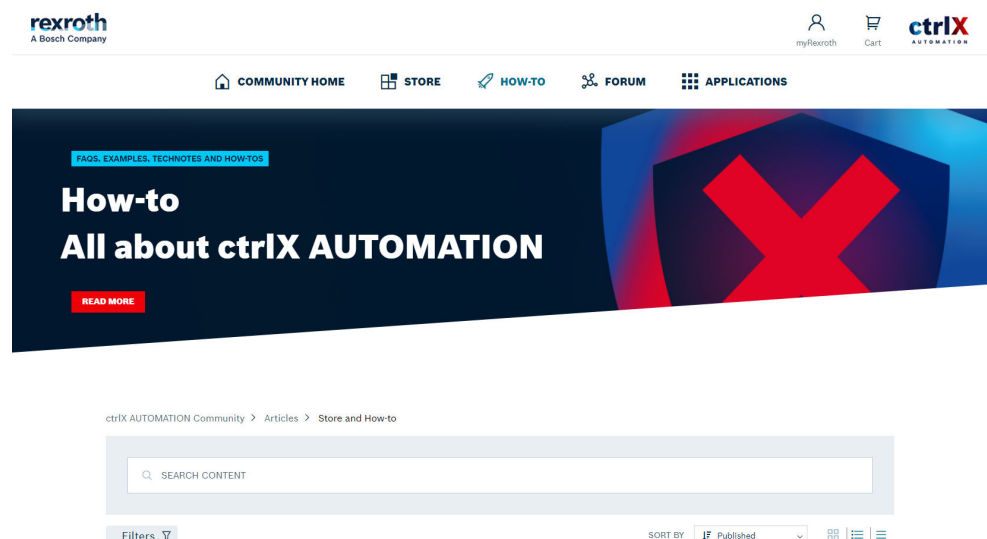 rexroth
A Bosch Company
myRexroth
Cart
ctrlX
AUTOMATION
COMMUNITY HOME
STORE
HOW-TO
FORUM
APPLICATIONS
FAQS, EXAMPLES, TECHNOTES AND HOW-TOS
How-to
All about ctrlX AUTOMATION
READ MORE
ctrlX AUTOMATION Community > Articles > Store and How-to
SEARCH CONTENT
Filters
SORT BY
Published